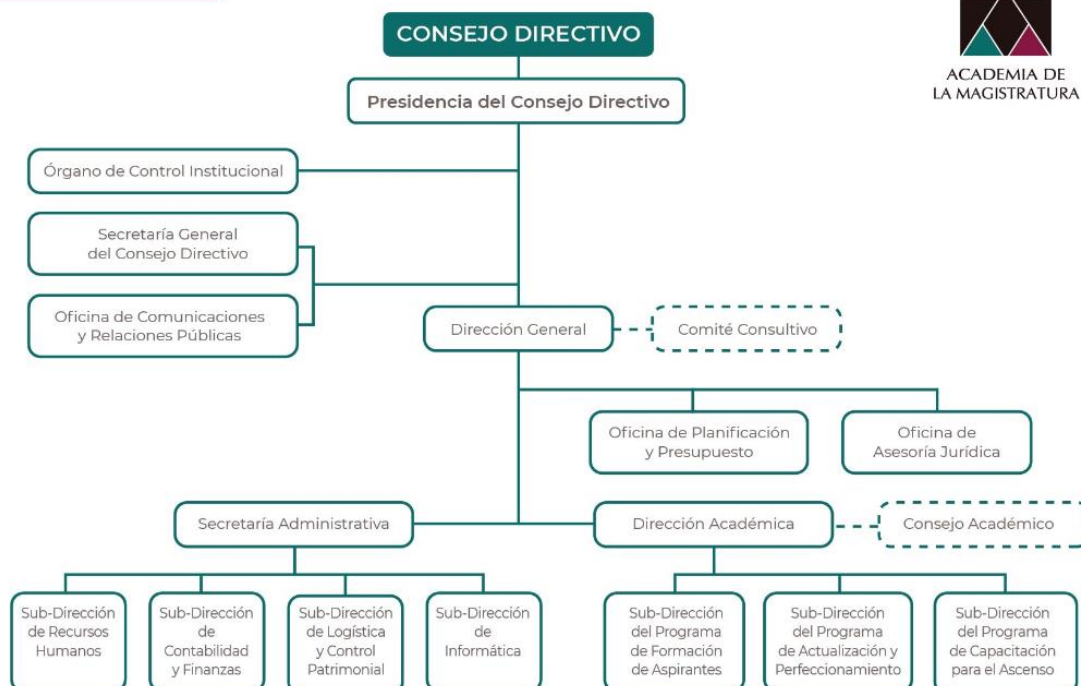 CONSEJO DIRECTIVO
ACADEMIA DE
LA MAGISTRATURA
Presidencia del Consejo Directivo
Órgano de Control Institucional
Secretaría General
del Consejo Directivo
Oficina de Comunicaciones
y Relaciones Públicas
Dirección General
Comité Consultivo
Oficina de Planificación
y Presupuesto
Oficina de
Asesoría Jurídica
Secretaría Administrativa
Dirección Académica
Consejo Académico
Sub-Dirección
de Recursos
Humanos
Sub-Dirección
de
Contabilidad
y Finanzas
Sub-Dirección
de Logística
y Control
Patrimonial
Sub-Dirección
de
Informática
Sub-Dirección
del Programa
de Formación
de Aspirantes
Sub-Dirección
del Programa
de Actualización y
Perfeccionamiento
Sub-Dirección
del Programa
de Capacitación
para el Ascenso